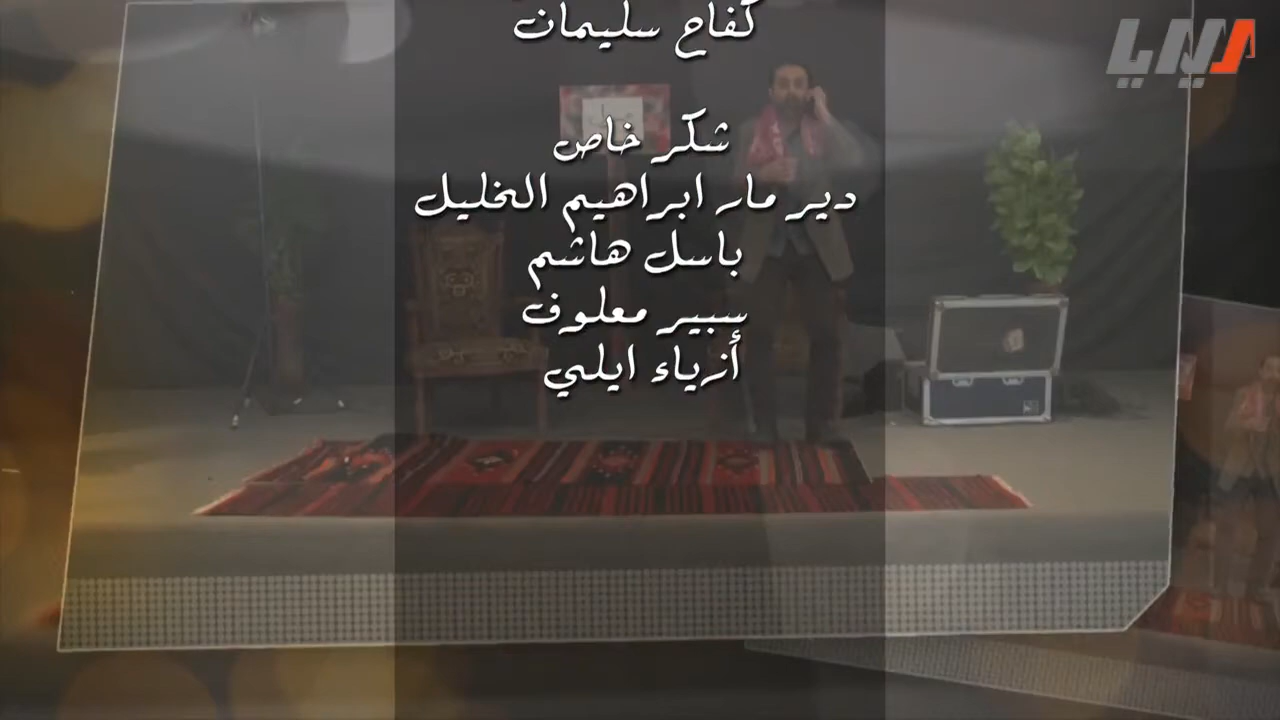 كفاح سليمان
شكر خاص
دير مار ابراهيم الخليل
باسل هاشم
سبير معلوف
أزياء ايلي